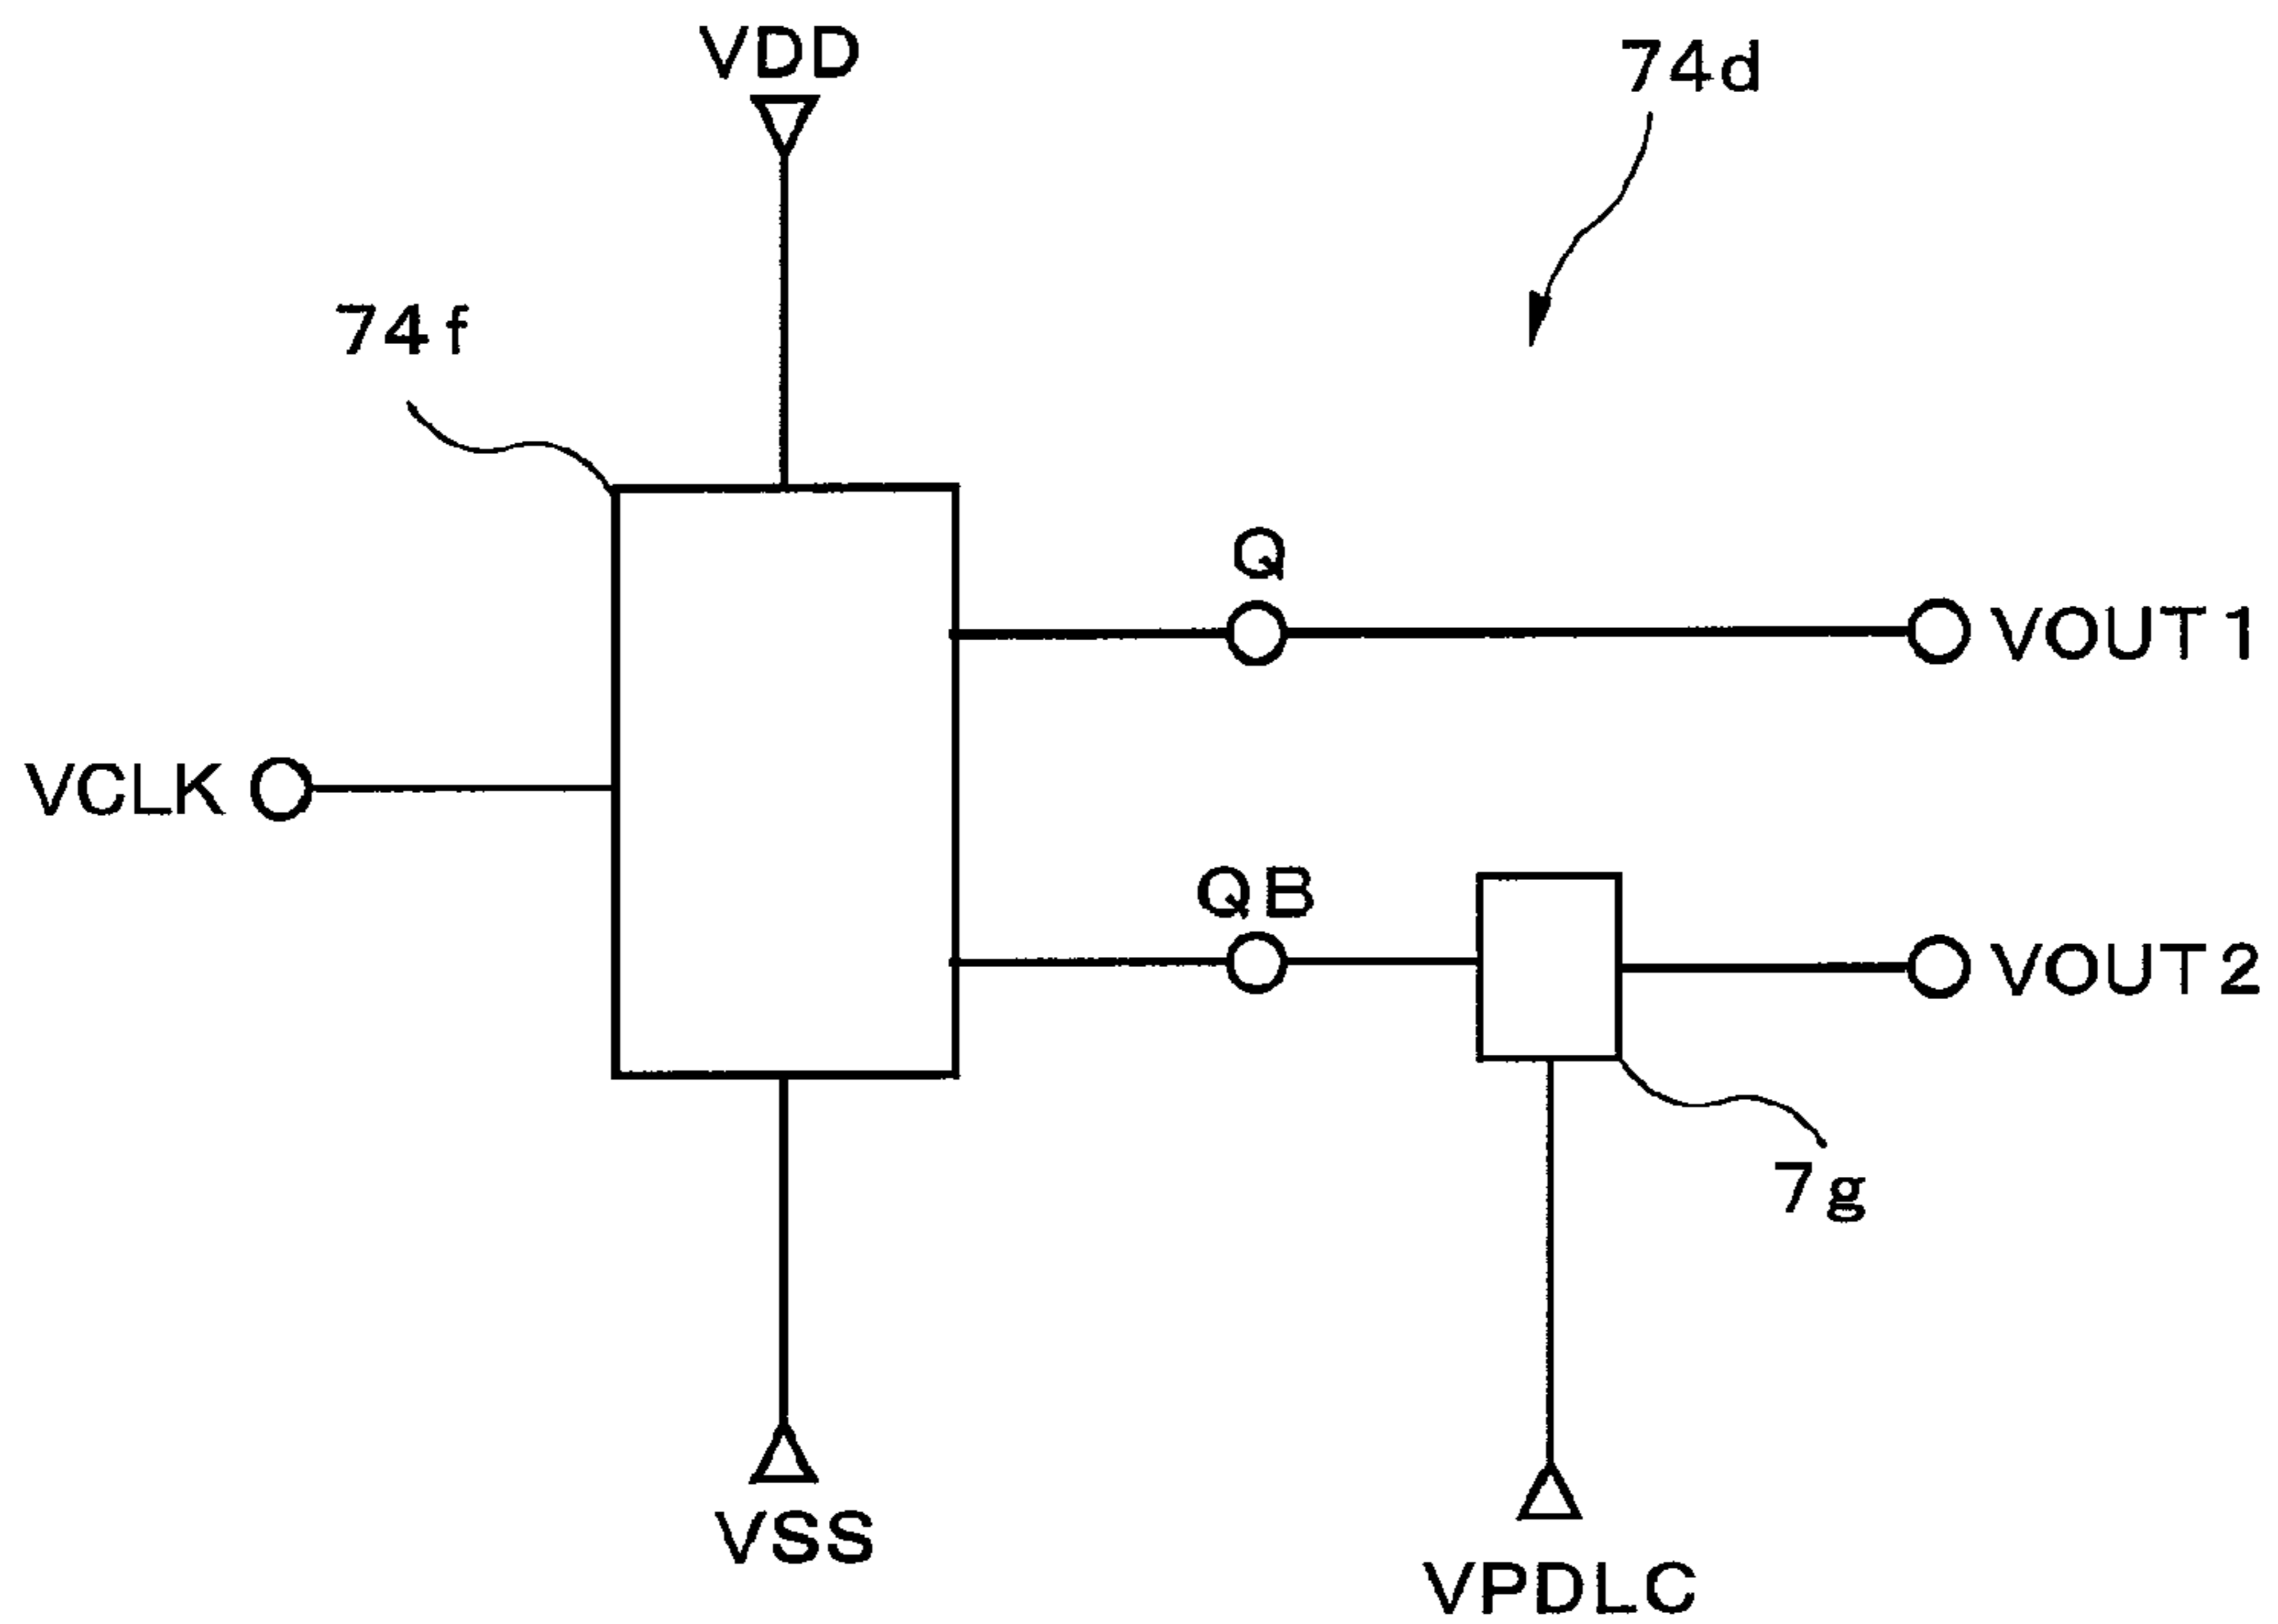 VDD
74d
74f
Q
VOUT1
VCLK
QB
VOUT2
7g
VSS
VPDLC